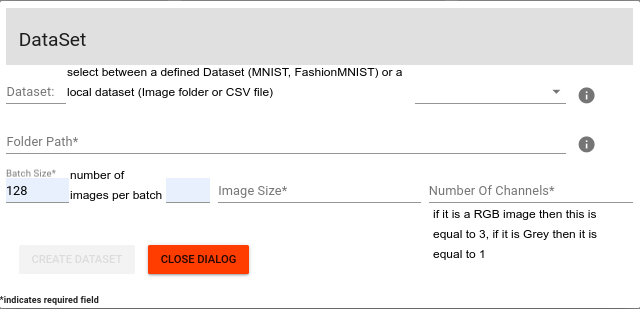 DataSet
select between a defined Dataset (MNIST, FashionMNIST) or a
Dataset: local dataset (Image folder or CSV file)
Folder Path*
Batch Size* number of
128 images per batch Image Size* Number Of Channels*
if it is a RGB image then this is
equal to 3, if it is Grey then it is
equal to 1
CREATE DATASET CLOSE DIALOG
*indicates required field